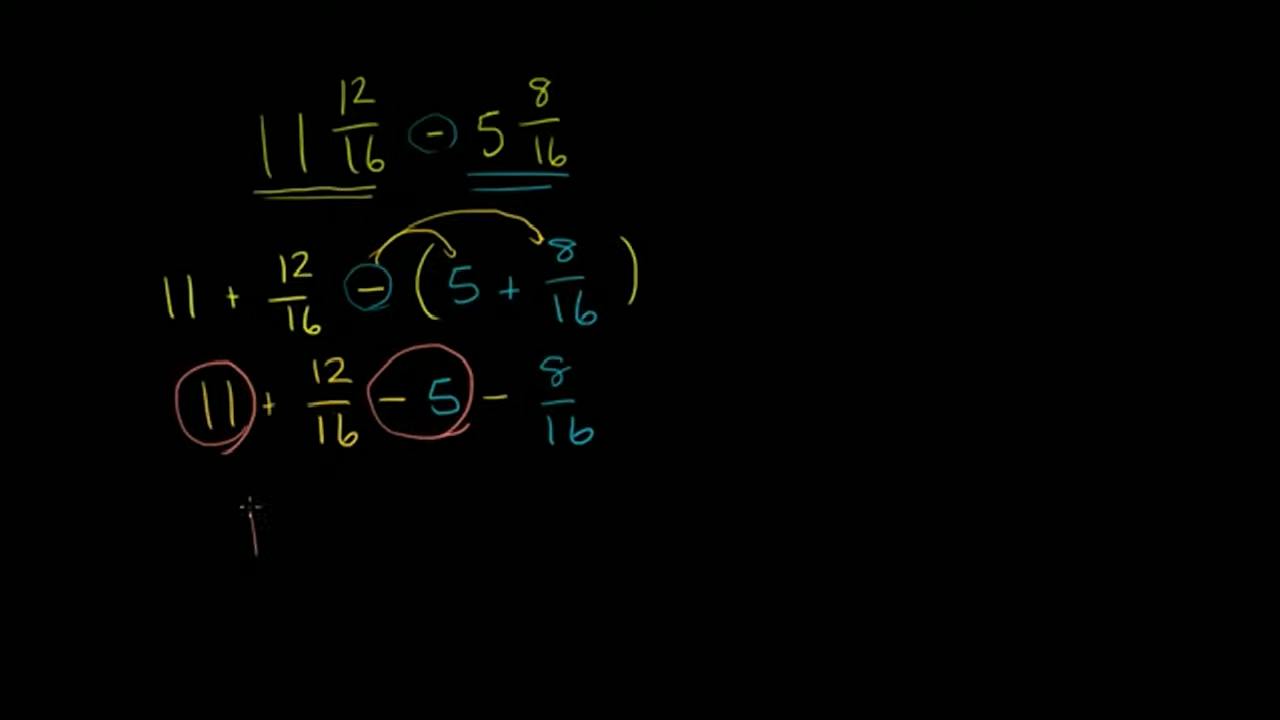 11 12/16 - 5 8/16
11 + 12/16 - (5 + 8/16)
11 + 12/16 - 5 - 8/16